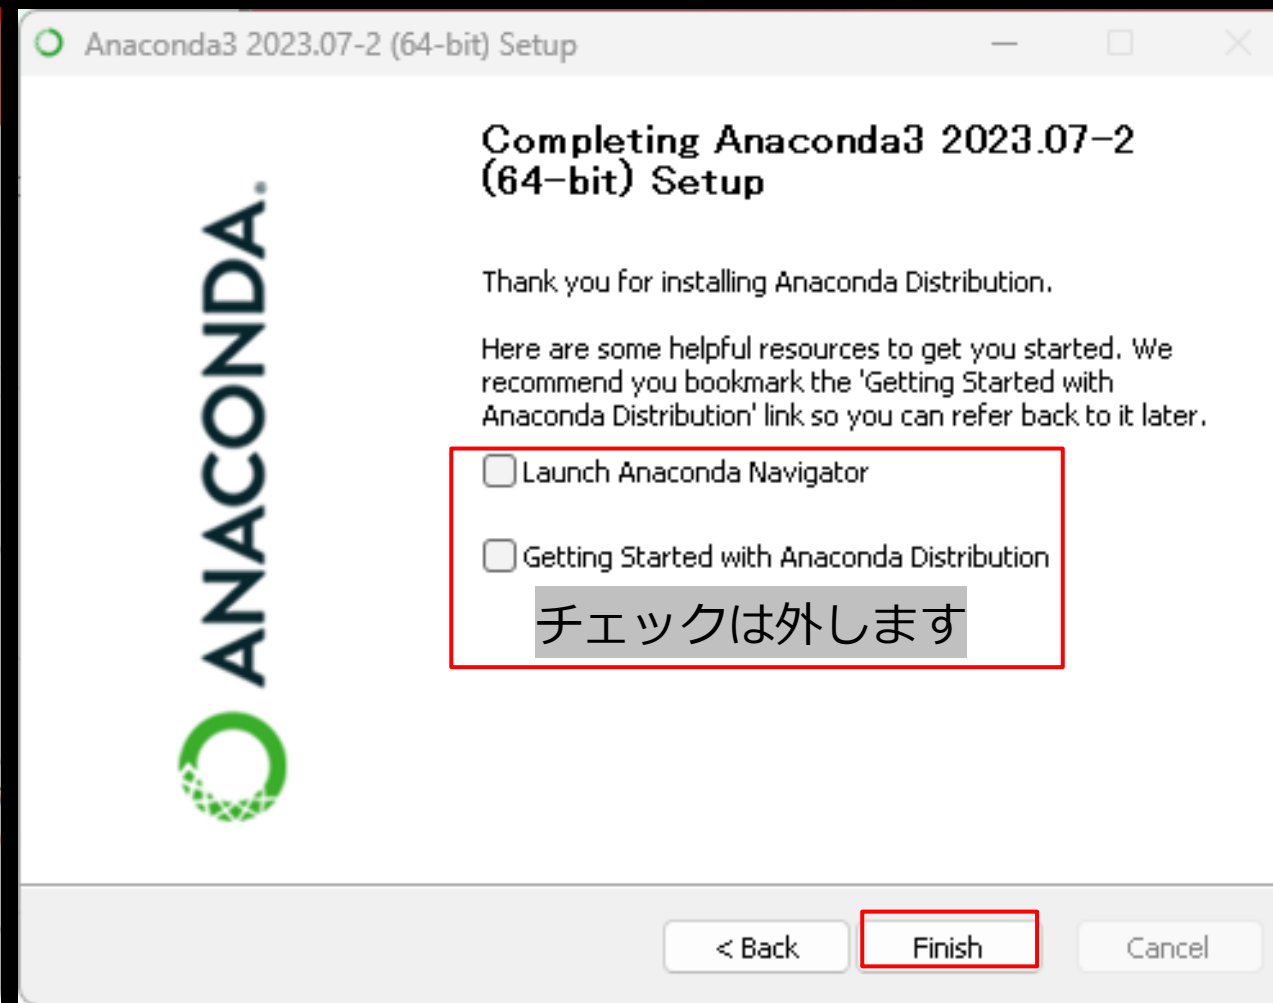 Anaconda3 2023.07-2 (64-bit) Setup
Completing Anaconda3 2023.07-2
(64-bit) Setup
ANACONDA.
Thank you for installing Anaconda Distribution.
Here are some helpful resources to get you started. We
recommend you bookmark the 'Getting Started with
Anaconda Distribution' link so you can refer back to it later.
Launch Anaconda Navigator
Getting Started with Anaconda Distribution
チェックは外します
< Back
Finish
Cancel